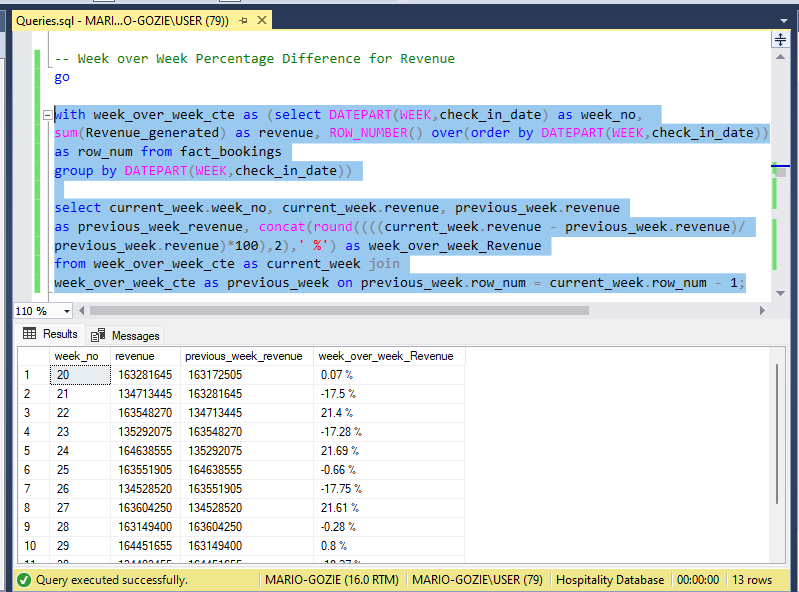 Queries.sql - MARI...O-GOZIE\USER (79))
-- Week over Week Percentage Difference for Revenue
go
with week_over_week_cte as (select DATEPART(WEEK,check_in_date) as week_no,
sum(Revenue_generated) as revenue, ROW_NUMBER() over(order by DATEPART(WEEK,check_in_date))
as row_num from fact_bookings
group by DATEPART(WEEK,check_in_date))
select current_week.week_no, current_week.revenue, previous_week.revenue
as previous_week_revenue, concat(round((((current_week.revenue - previous_week.revenue)/
previous_week.revenue)*100),2),' %') as week_over_week_Revenue
from week_over_week_cte as current_week join
week_over_week_cte as previous_week on previous_week.row_num = current_week.row_num - 1;
110 %
Results Messages
week_no revenue previous_week_revenue week_over_week_Revenue
1 20 163281645 163172505 0.07 %
2 21 134713445 163281645 -17.5 %
3 22 163548270 134713445 21.4 %
4 23 135292075 163548270 -17.28 %
5 24 164638555 135292075 21.69 %
6 25 163551905 164638555 -0.66 %
7 26 134528520 163551905 -17.75 %
8 27 163604250 134528520 21.61 %
9 28 163149400 163604250 -0.28 %
10 29 164451655 163149400 0.8 %
Query executed successfully. MARIO-GOZIE (16.0 RTM) MARIO-GOZIE\USER (79) Hospitality Database 00:00:00 13 rows